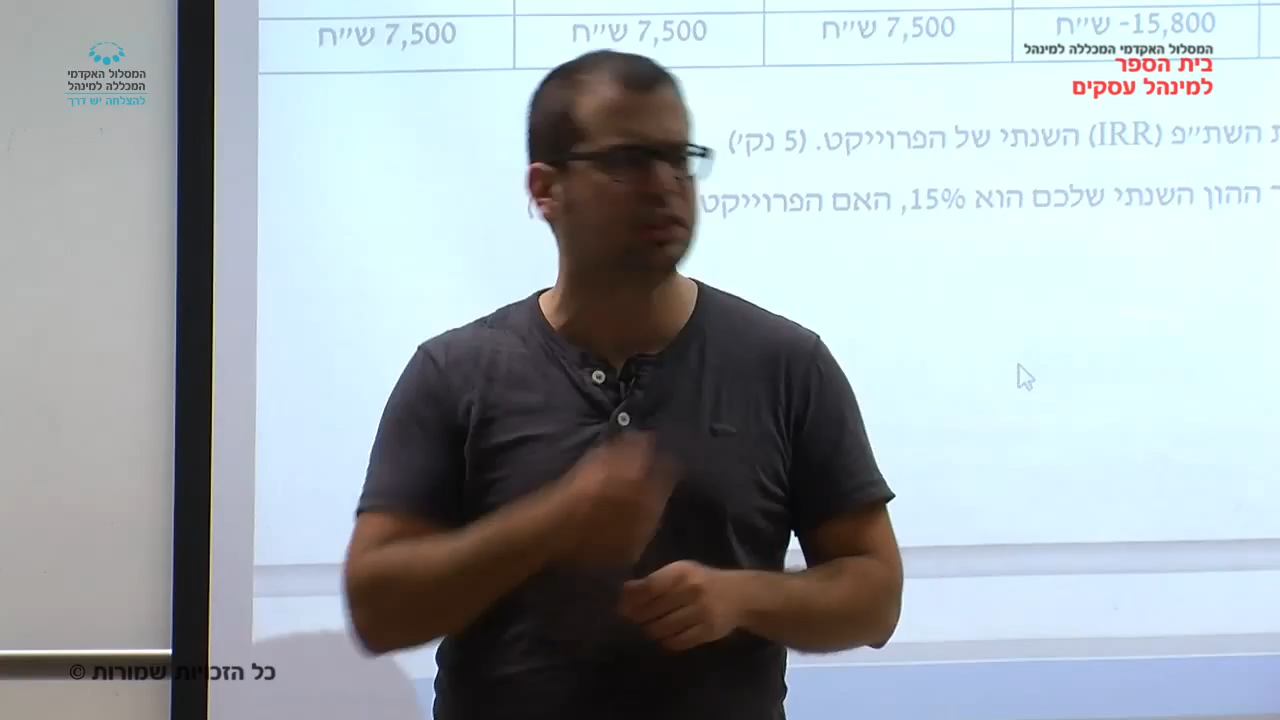 -15,800 ש״ח 7,500 ש״ח 7,500 ש״ח 7,500 ש״ח
המסלול האקדמי המכללה למינהל
בית הספר
למינהל עסקים
המסלול האקדמי
המכללה למינהל
להצלחה יש דרך
השת״פ (IRR) השנתי של הפרוייקט. (5 נק׳)
ההון השנתי שלכם הוא 15%, האם הפרוייקט
כל הזכויות שמורות ©